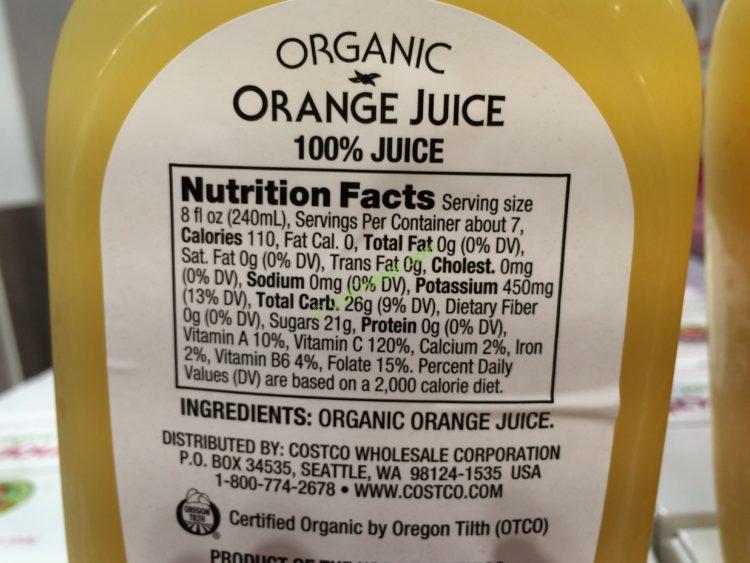 ORGANIC
ORANGE JUICE
100% JUICE
Nutrition Facts Serving size
8 fl oz (240mL), Servings Per Container about 7,
Calories 110, Fat Cal. 0, Total Fat 0g (0% DV),
Sat. Fat 0g (0% DV), Trans Fat 0g, Cholest. 0mg
(0% DV), Sodium 0mg (0% DV), Potassium 450mg
(13% DV), Total Carb. 26g (9% DV), Dietary Fiber
0g (0% DV), Sugars 21g, Protein 0g (0% DV),
Vitamin A 10%, Vitamin C 120%, Calcium 2%, Iron
2%, Vitamin B6 4%, Folate 15%. Percent Daily
Values (DV) are based on a 2,000 calorie diet.
INGREDIENTS: ORGANIC ORANGE JUICE.
DISTRIBUTED BY: COSTCO WHOLESALE CORPORATION
P.O. BOX 34535, SEATTLE, WA 98124-1535 USA
1-800-774-2678 • WWW.COSTCO.COM
OREGON
TILTH
Certified Organic by Oregon Tilth (OTCO)
PRODUCT OF THE